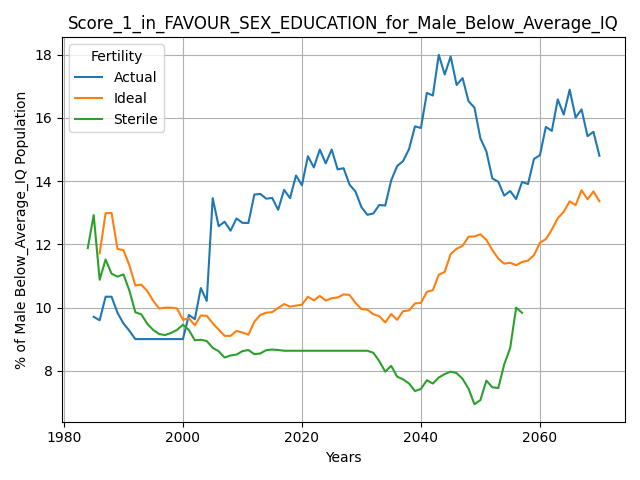 Score_1_in_FAVOUR_SEX_EDUCATION_for_Male_Below_Average_IQ
Fertility
Actual
Ideal
Sterile
% of Male Below_Average_IQ Population
18
16
14
12
10
8
1980 2000 2020 2040 2060
Years